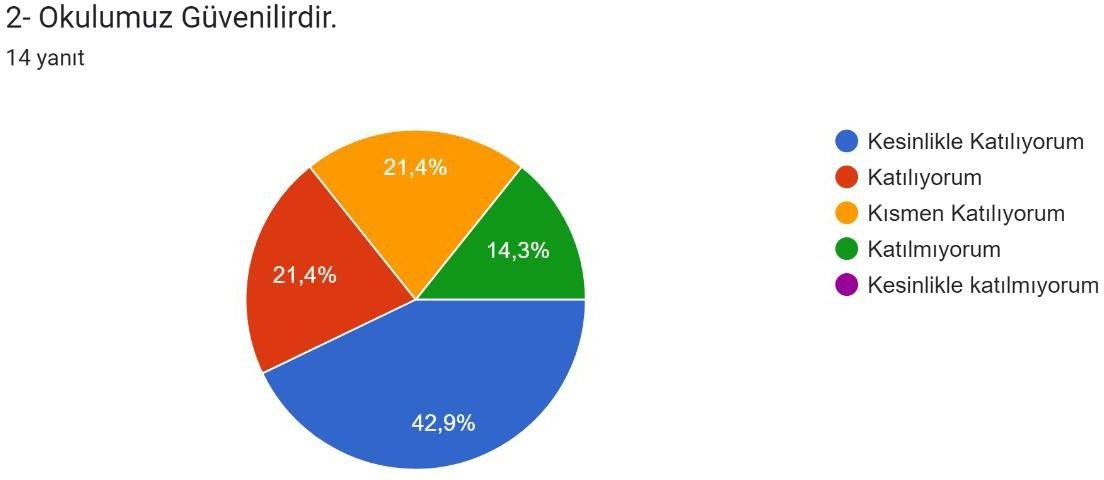 2- Okulumuz Güvenilirdir.
14 yanıt
21,4%
14,3%
21,4%
42,9%
Kesinlikle Katılıyorum
Katılıyorum
Kısmen Katılıyorum
Katılmıyorum
Kesinlikle katılmıyorum